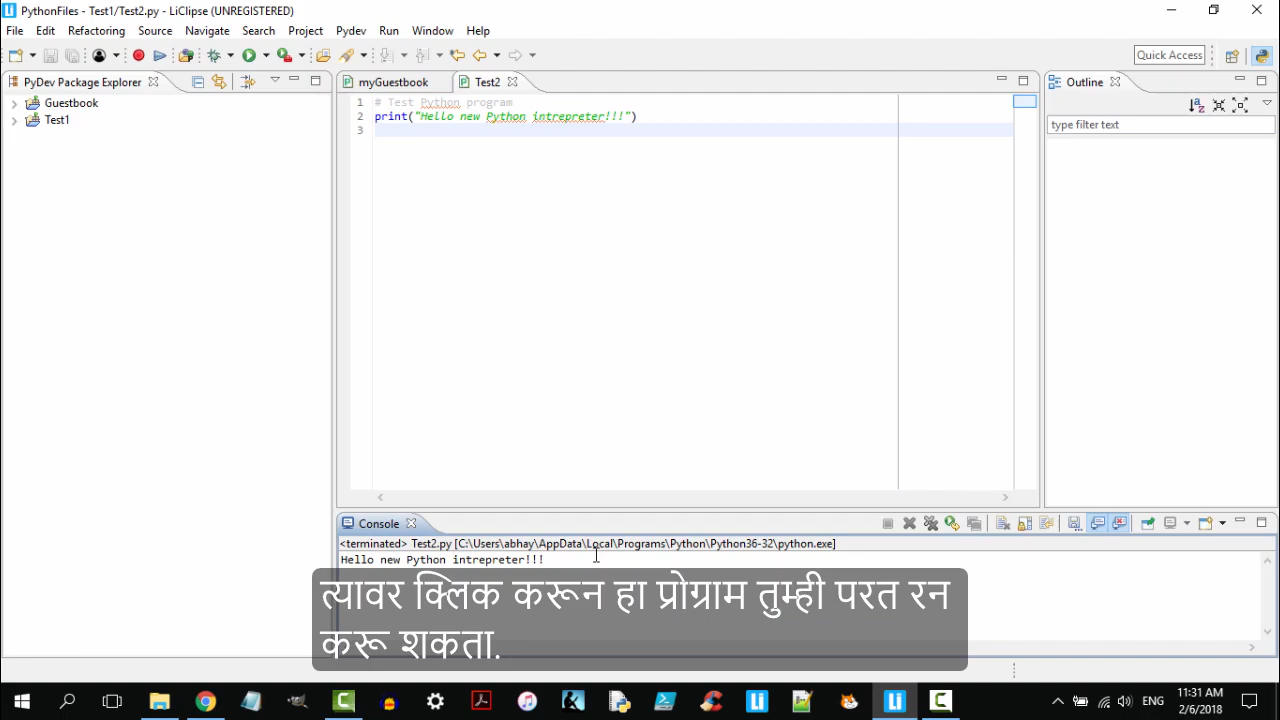 PythonFiles - Test1/Test2.py - LiClipse (UNREGISTERED)
File Edit Refactoring Source Navigate Search Project Pydev Run Window Help
Quick Access
PyDev Package Explorer
myGuestbook
Test2
Outline
Guestbook
Test1
1 # Test Python program
2 print("Hello new Python intrepreter!!!")
3
type filter text
Console
<terminated> Test2.py [C:\Users\abhay\AppData\Local\Programs\Python\Python36-32\python.exe]
Hello new Python intrepreter!!!
त्यावर क्लिक करून हा प्रोग्राम तुम्ही परत रन
करू शकता.
ENG
11:31 AM
2/6/2018